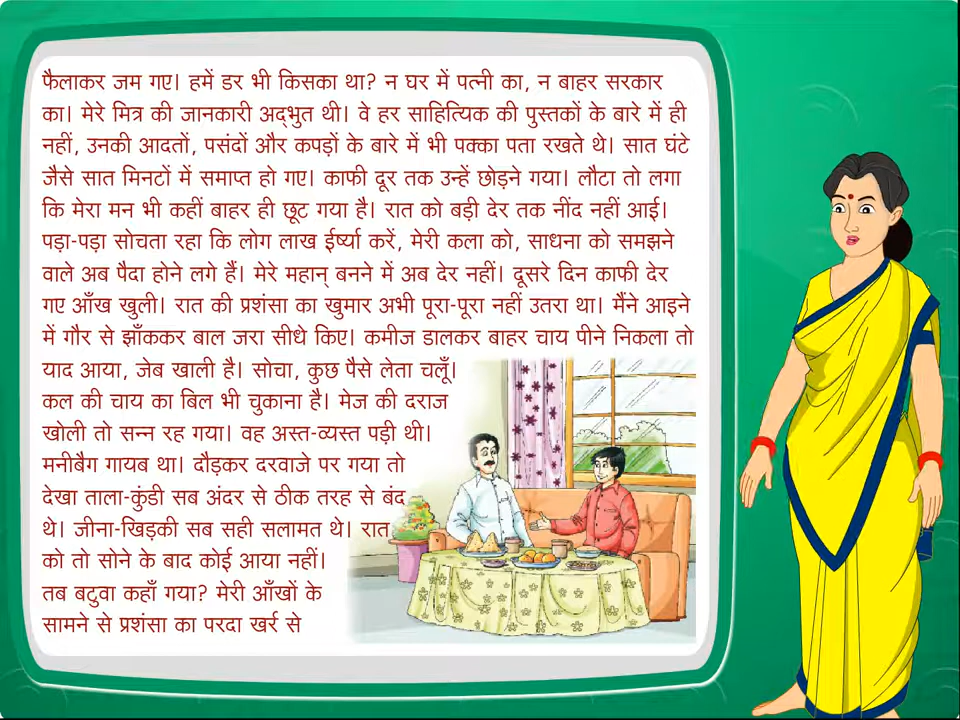 फैलाकर जम गए। हमें डर भी किसका था? न घर में पत्नी का, न बाहर सरकार
का। मेरे मित्र की जानकारी अद्‌भुत थी। वे हर साहित्यिक की पुस्तकों के बारे में ही
नहीं, उनकी आदतों, पसंदों और कपड़ों के बारे में भी पक्का पता रखते थे। सात घंटे
जैसे सात मिनटों में समाप्त हो गए। काफी दूर तक उन्हें छोड़ने गया। लौटा तो लगा
कि मेरा मन भी कहीं बाहर ही छूट गया है। रात को बड़ी देर तक नींद नहीं आई।
पड़ा-पड़ा सोचता रहा कि लोग लाख ईर्ष्या करें, मेरी कला को, साधना को समझने
वाले अब पैदा होने लगे हैं। मेरे महान् बनने में अब देर नहीं। दूसरे दिन काफी देर
गए आँख खुली। रात की प्रशंसा का खुमार अभी पूरा-पूरा नहीं उतरा था। मैंने आइने
में गौर से झाँककर बाल जरा सीधे किए। कमीज डालकर बाहर चाय पीने निकला तो
याद आया, जेब खाली है। सोचा, कुछ पैसे लेता चलूँ।
कल की चाय का बिल भी चुकाना है। मेज की दराज
खोली तो सन्न रह गया। वह अस्त-व्यस्त पड़ी थी।
मनीबैग गायब था। दौड़कर दरवाजे पर गया तो
देखा ताला-कुंडी सब अंदर से ठीक तरह से बंद
थे। जीना-खिड़की सब सही सलामत थे। रात
को तो सोने के बाद कोई आया नहीं।
तब बटुवा कहाँ गया? मेरी आँखों के
सामने से प्रशंसा का परदा खर्र से